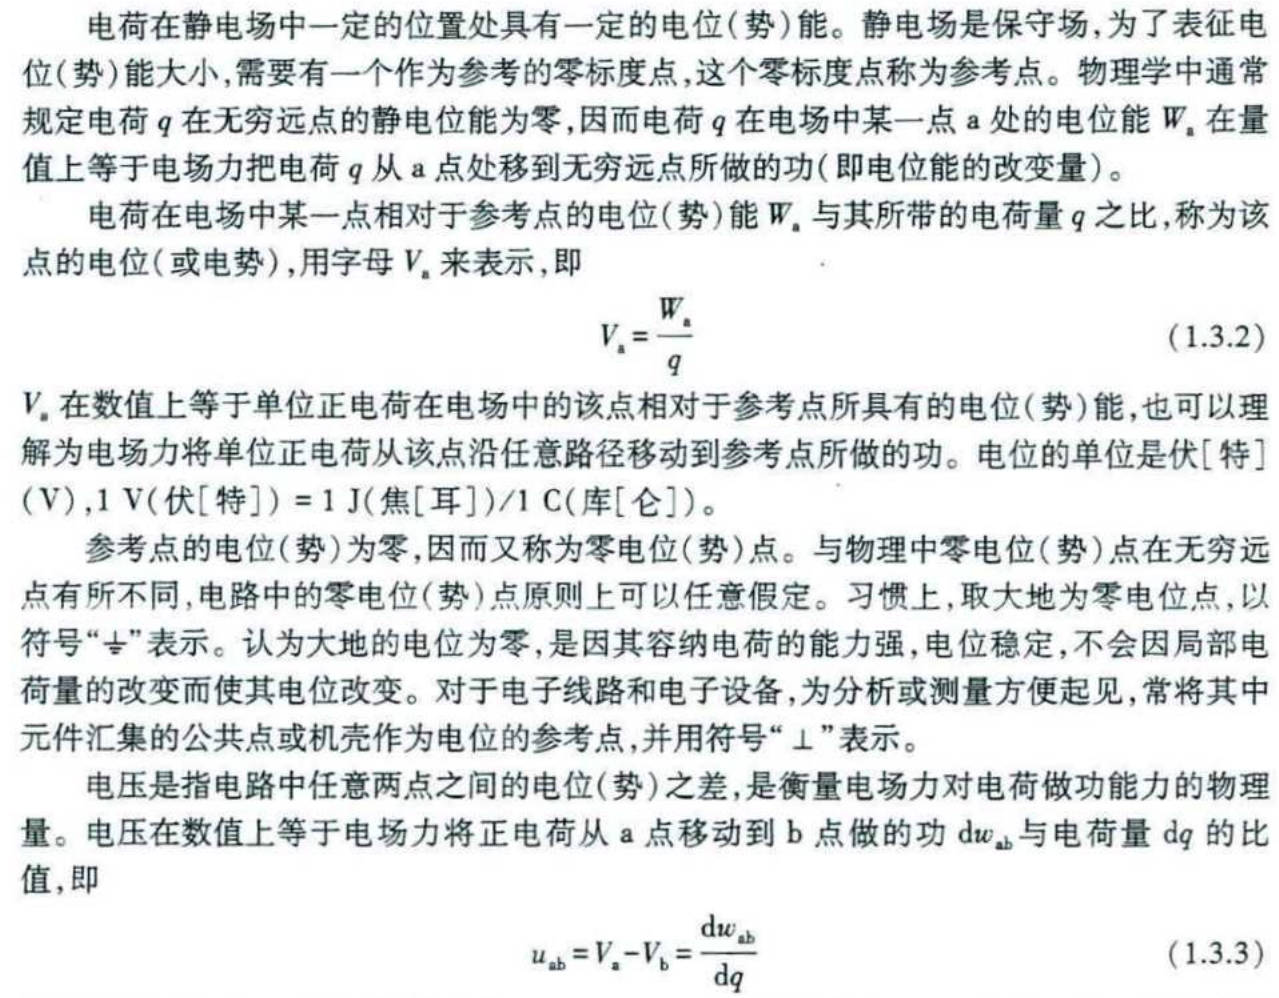 电荷在静电场中一定的位置处具有一定的电位(势)能。静电场是保守场,为了表征电
位(势)能大小,需要有一个作为参考的零标度点,这个零标度点称为参考点。物理学中通常
规定电荷 q 在无穷远点的静电位能为零,因而电荷 q 在电场中某一点 a 处的电位能 Wₐ 在量
值上等于电场力把电荷 q 从 a 点处移到无穷远点所做的功(即电位能的改变量)。
电荷在电场中某一点相对于参考点的电位(势)能 Wₐ 与其所带的电荷量 q 之比,称为该
点的电位(或电势),用字母 Vₐ 来表示,即
Vₐ = Wₐ/q (1.3.2)
Vₐ 在数值上等于单位正电荷在电场中的该点相对于参考点所具有的电位(势)能,也可以理
解为电场力将单位正电荷从该点沿任意路径移动到参考点所做的功。电位的单位是伏[特]
(V),1 V(伏[特]) = 1 J(焦[耳])/1 C(库[仑])。
参考点的电位(势)为零,因而又称为零电位(势)点。与物理中零电位(势)点在无穷远
点有所不同,电路中的零电位(势)点原则上可以任意假定。习惯上,取大地为零电位点,以
符号“⏚”表示。认为大地的电位为零,是因其容纳电荷的能力强,电位稳定,不会因局部电
荷量的改变而使其电位改变。对于电子线路和电子设备,为分析或测量方便起见,常将其中
元件汇集的公共点或机壳作为电位的参考点,并用符号“⊥”表示。
电压是指电路中任意两点之间的电位(势)之差,是衡量电场力对电荷做功能力的物理
量。电压在数值上等于电场力将正电荷从 a 点移动到 b 点做的功 dw_ab 与电荷量 dq 的比
值,即
u_ab = V_a - V_b = dw_ab/dq (1.3.3)